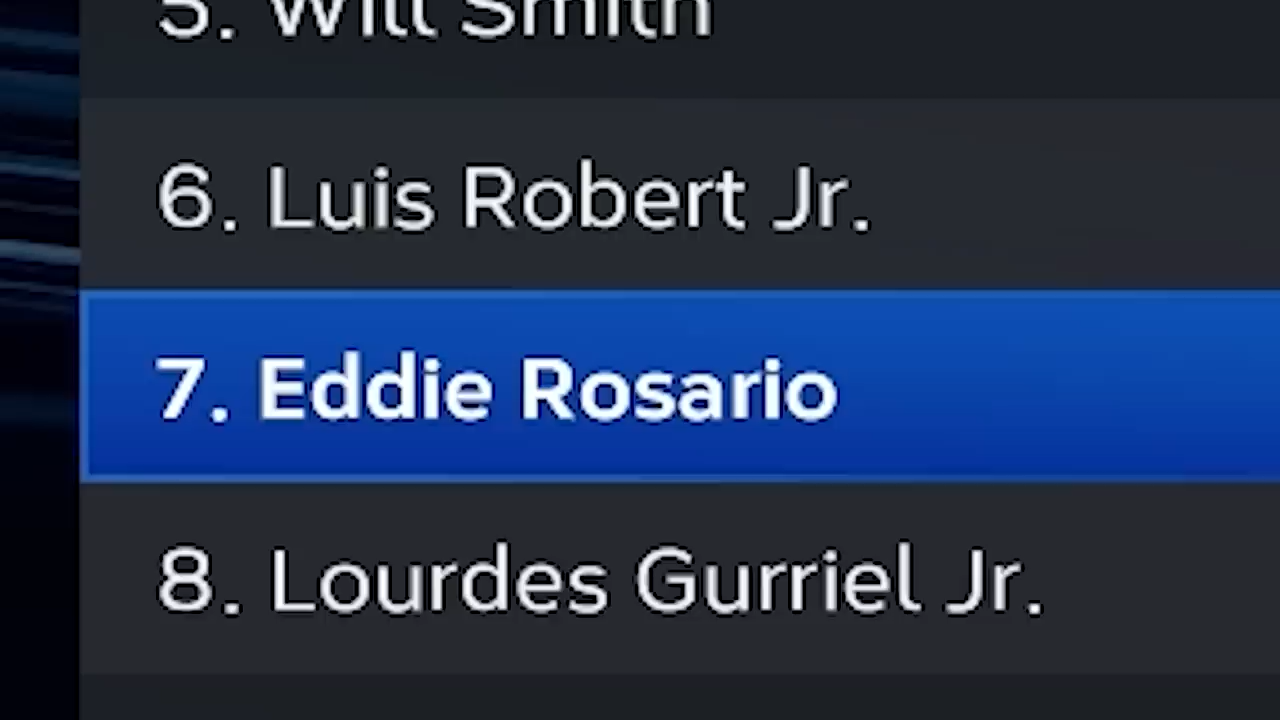 5. Will Smith
6. Luis Robert Jr.
7. Eddie Rosario
8. Lourdes Gurriel Jr.